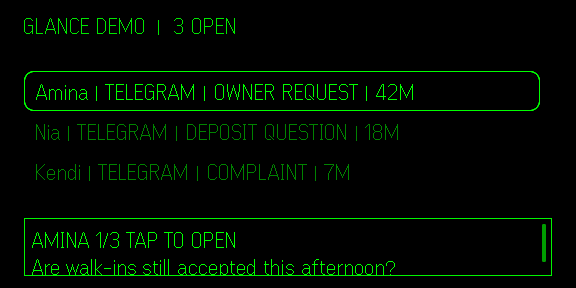 GLANCE DEMO | 3 OPEN
Amina | TELEGRAM | OWNER REQUEST | 42M
Nia | TELEGRAM | DEPOSIT QUESTION | 18M
Kendi | TELEGRAM | COMPLAINT | 7M
AMINA 1/3 TAP TO OPEN
Are walk-ins still accepted this afternoon?